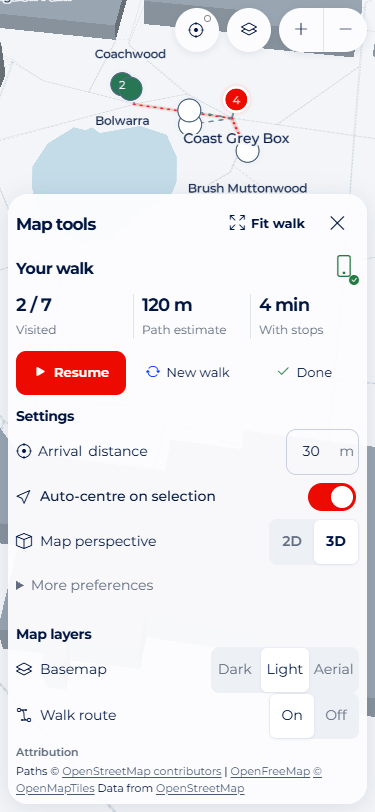 Coachwood
2
4
Bolwarra
Coast Grey Box
Brush Muttonwood
Map tools
Fit walk
Your walk
2 / 7
120 m
4 min
Visited
Path estimate
With stops
Resume
New walk
Done
Settings
Arrival distance
30 m
Auto-centre on selection
Map perspective
2D
3D
More preferences
Map layers
Basemap
Dark
Light
Aerial
Walk route
On
Off
Attribution
Paths © OpenStreetMap contributors | OpenFreeMap ©
OpenMapTiles Data from OpenStreetMap